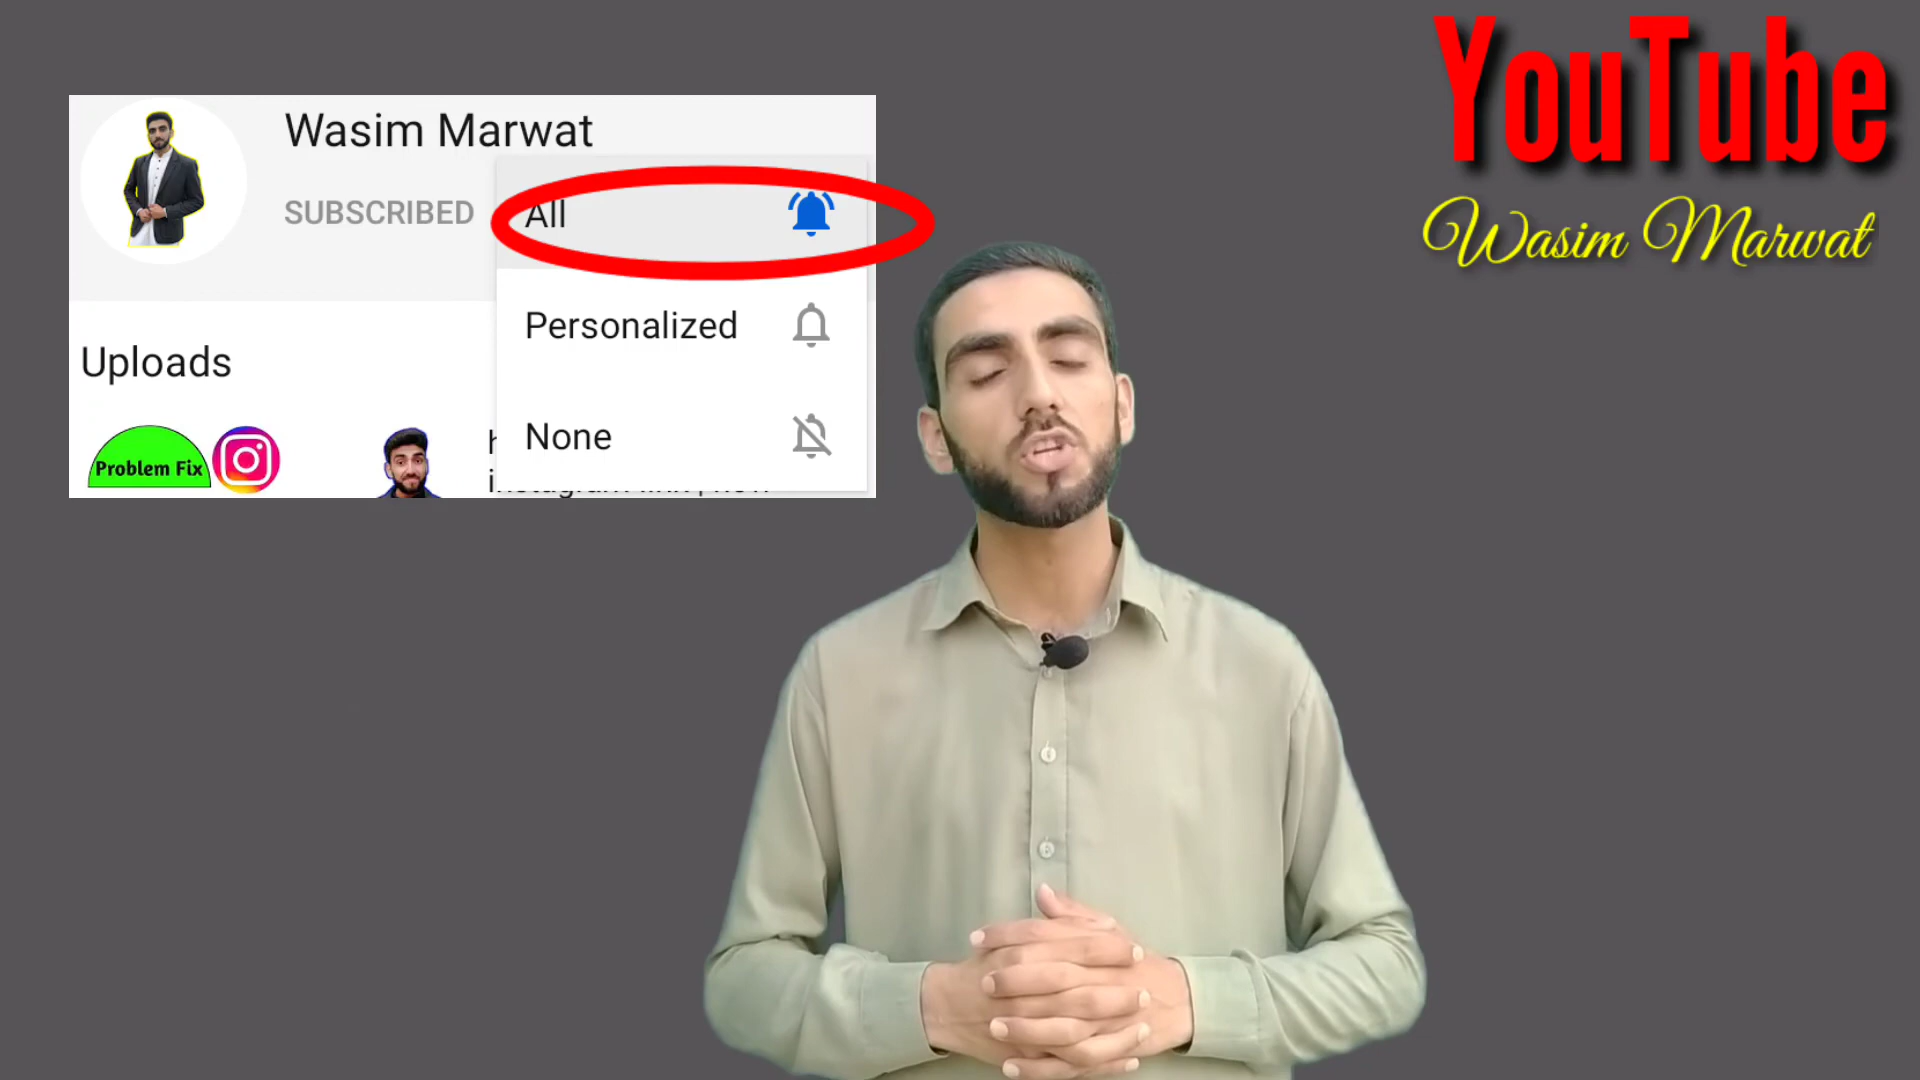 YouTube
Wasim Marwat
Wasim Marwat
SUBSCRIBED
All
Personalized
Uploads
None
Problem Fix